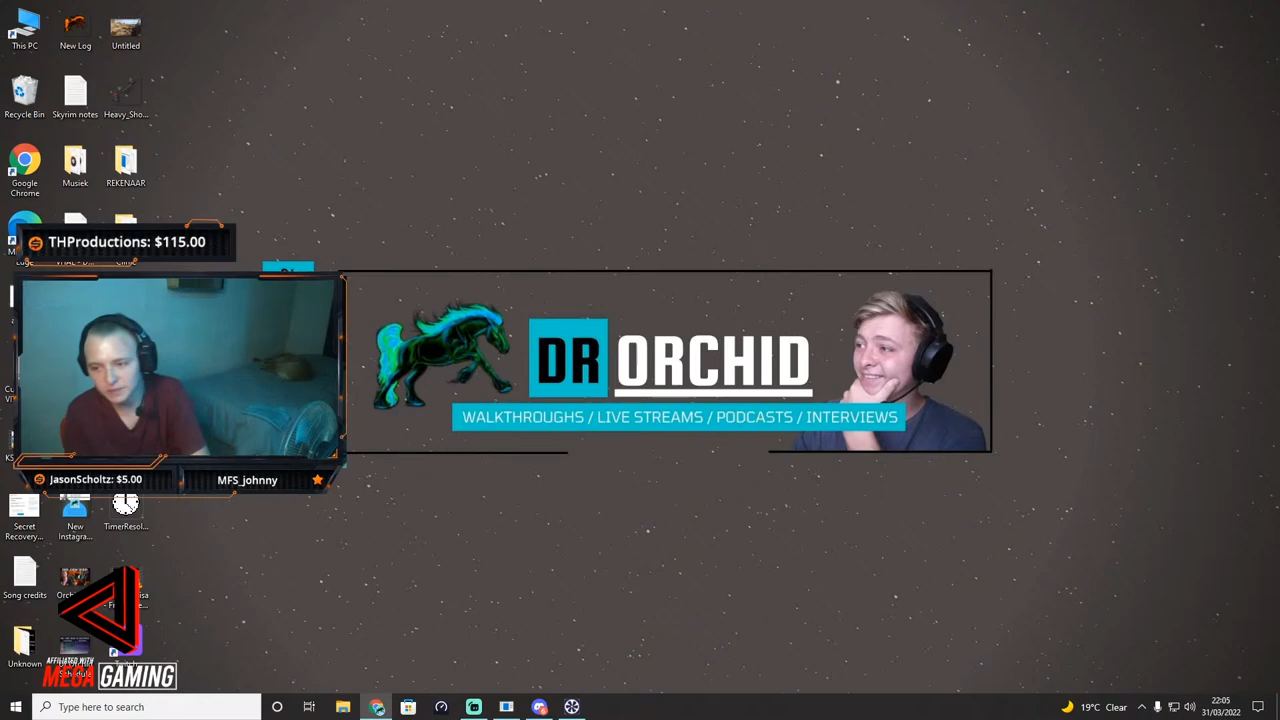 This PC
New Log
Untitled
Recycle Bin
Skyrim notes
Heavy_Sho...
Google
Chrome
Musiek
REKENAAR
THProductions: $115.00
DR ORCHID
WALKTHROUGHS / LIVE STREAMS / PODCASTS / INTERVIEWS
JasonScholtz: $5.00
MFS_johnny
Secret
Recovery...
New
Instagra...
TimerResol...
Song credits
Unknown
AFFILIATED WITH
MEGA GAMING
Type here to search
19°C Clear
22:05
31/03/2022